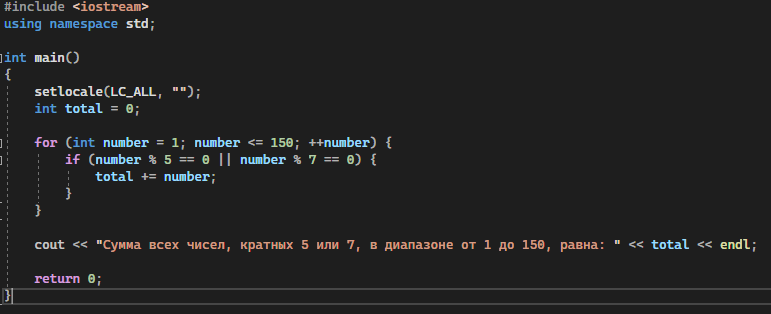 #include <iostream>
using namespace std;
int main()
{
setlocale(LC_ALL, "");
int total = 0;
for (int number = 1; number <= 150; ++number) {
if (number % 5 == 0 || number % 7 == 0) {
total += number;
}
}
cout << "Сумма всех чисел, кратных 5 или 7, в диапазоне от 1 до 150, равна: " << total << endl;
return 0;
}